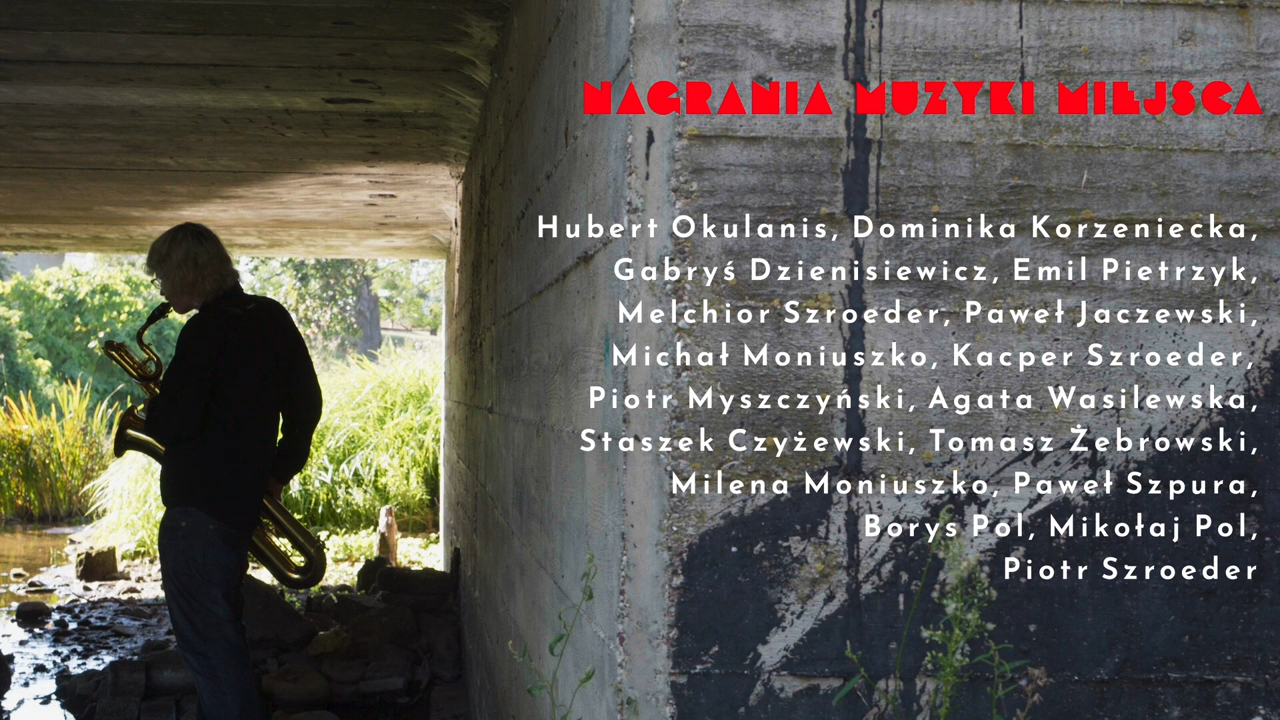 NAGRANIA MUZYKI MIEJSCA
Hubert Okulanis, Dominika Korzeniecka,
Gabryś Dzienisiewicz, Emil Pietrzyk,
Melchior Szroeder, Paweł Jaczewski,
Michał Moniuszko, Kacper Szroeder,
Piotr Myszczyński, Agata Wasilewska,
Staszek Czyżewski, Tomasz Żebrowski,
Milena Moniuszko, Paweł Szpura,
Borys Pol, Mikołaj Pol,
Piotr Szroeder